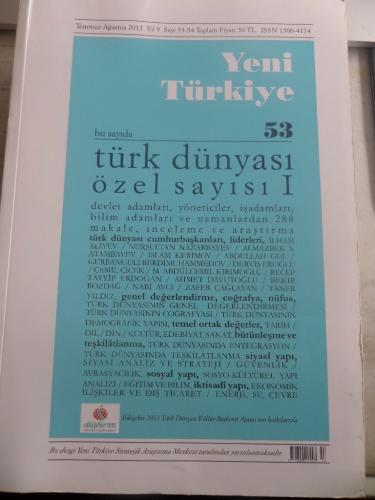 Temmuz-Ağustos 2013 Yıl 9 Sayı 53-54 Toplam Fiyatı 50 TL. ISSN 1300-4174
Yeni
Türkiye
bu sayıda
53
türk dünyası
özel sayısı I
devlet adamları, yöneticiler, işadamları,
bilim adamları ve uzmanlardan 288
makale, inceleme ve araştırma
türk dünyası cumhurbaşkanları, liderleri, İLHAM
ALİYEV / NURSULTAN NAZARBAYEV / ALMAZBEK S.
ATAMBAYEV / İSLAM KERİMOV / ABDULLAH GÜL /
GURBANGULI BERDİMUHAMMEDOV / DERVİŞ EROĞLU
/ CEMİL ÇİÇEK / M. ABDÜLCEMİL KIRIMOĞLU / RECEP
TAYYİP ERDOĞAN / AHMET DAVUTOĞLU / BEKİR
BOZDAĞ / NABİ AVCI / ZAFER ÇAĞLAYAN / TANER
YILDIZ, genel değerlendirme, coğrafya, nüfus,
TÜRK DÜNYASININ GENEL DEĞERLENDİRMESİ /
TÜRK DÜNYASININ COĞRAFYASI / TÜRK DÜNYASININ
DEMOGRAFİK YAPISI, temel ortak değerler, TARİH /
DİL / DİN / KÜLTÜR, EDEBİYAT, SANAT, bütünleşme ve
teşkilatlanma, TÜRK DÜNYASINDA ENTEGRASYON /
TÜRK DÜNYASINDA TEŞKİLATLANMA siyasî yapı,
SİYASİ ANALİZ VE STRATEJİ / GÜVENLİK /
AVRASYACILIK, sosyal yapı, SOSYO-KÜLTÜREL YAPI
ANALİZİ / EĞİTİM VE BİLİM, iktisadî yapı, EKONOMİK
İLİŞKİLER VE DIŞ TİCARET / ENERJİ, SU, ÇEVRE
Eskişehir 2013 Türk Dünyası Kültür Başkenti Ajansı'nın katkılarıyla
Bu dergi Yeni Türkiye Stratejik Araştırma Merkezi tarafından yayınlanmaktadır.